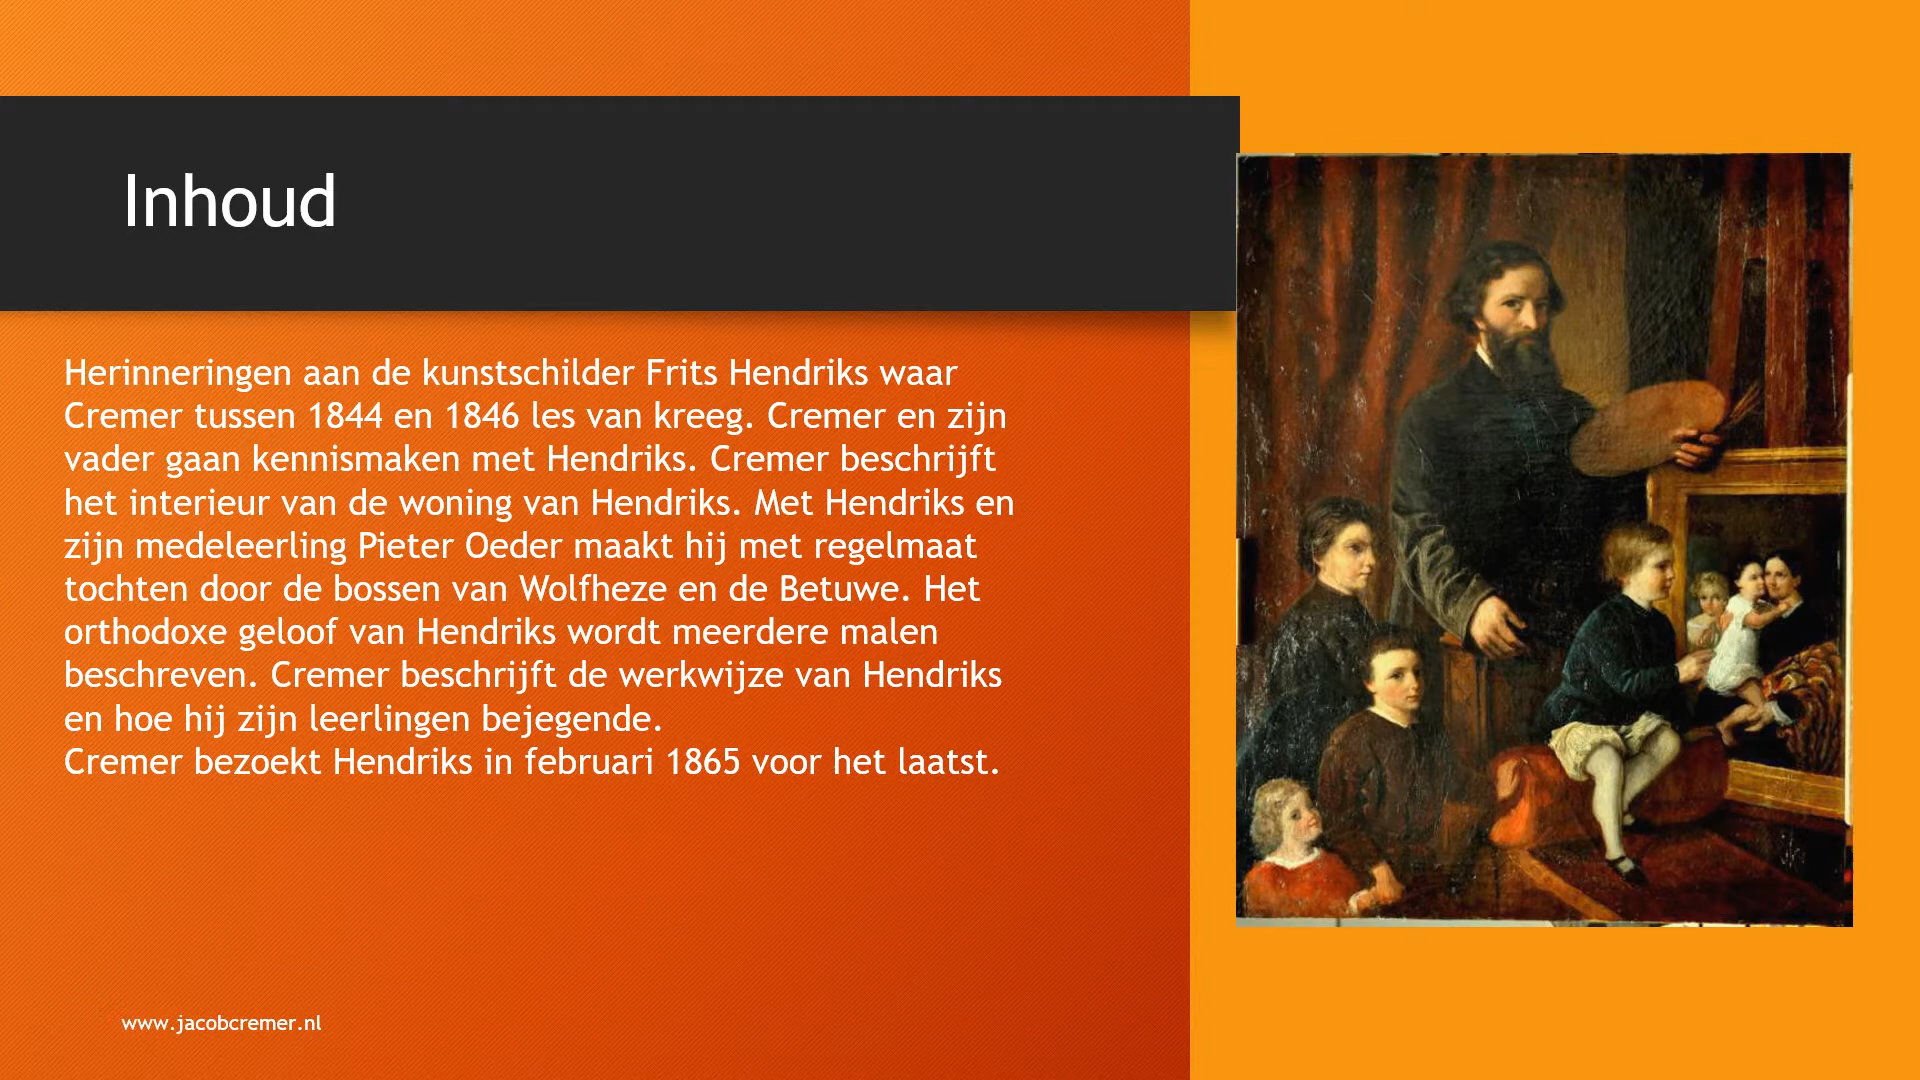 Inhoud
Herinneringen aan de kunstschilder Frits Hendriks waar
Cremer tussen 1844 en 1846 les van kreeg. Cremer en zijn
vader gaan kennismaken met Hendriks. Cremer beschrijft
het interieur van de woning van Hendriks. Met Hendriks en
zijn medeleerling Pieter Oeder maakt hij met regelmaat
tochten door de bossen van Wolfheze en de Betuwe. Het
orthodoxe geloof van Hendriks wordt meerdere malen
beschreven. Cremer beschrijft de werkwijze van Hendriks
en hoe hij zijn leerlingen bejegende.
Cremer bezoekt Hendriks in februari 1865 voor het laatst.
www.jacobcremer.nl